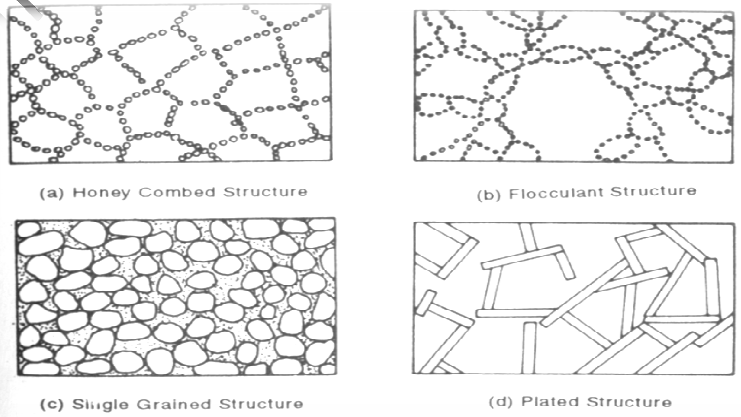 (a) Honey Combed Structure
(b) Flocculant Structure
(c) Single Grained Structure
(d) Plated Structure